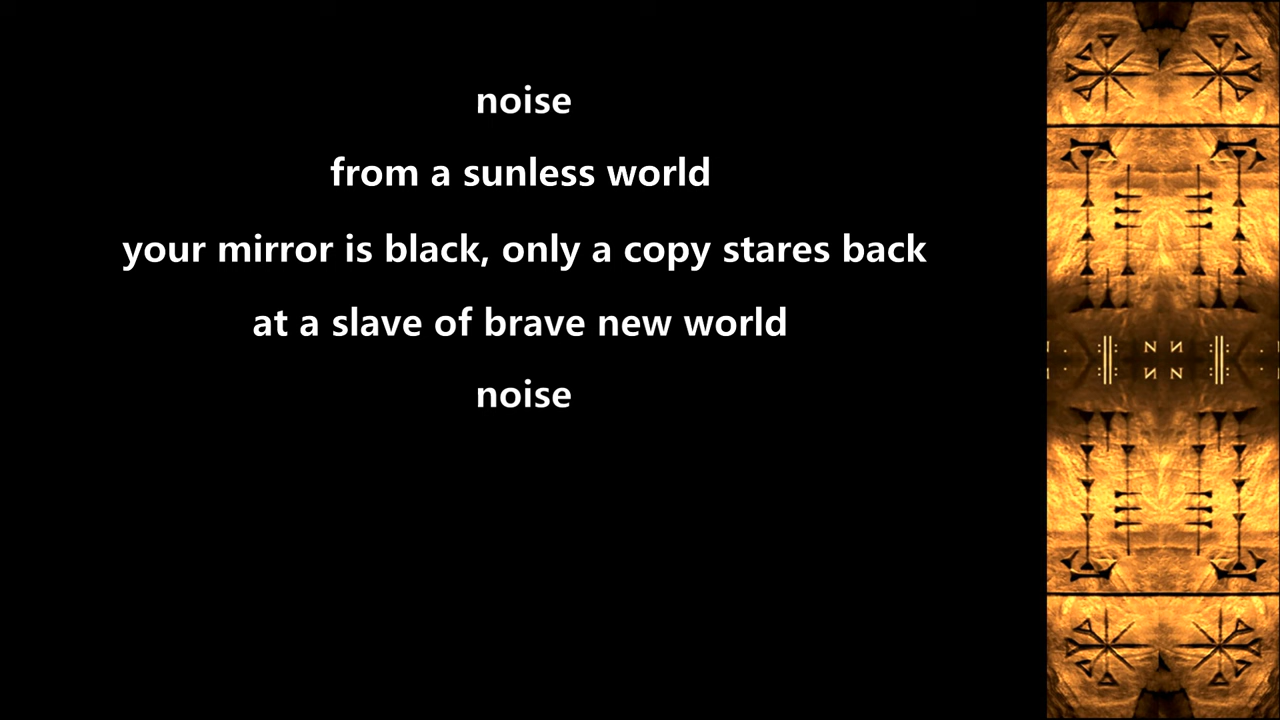 noise
from a sunless world
your mirror is black, only a copy stares back
at a slave of brave new world
noise